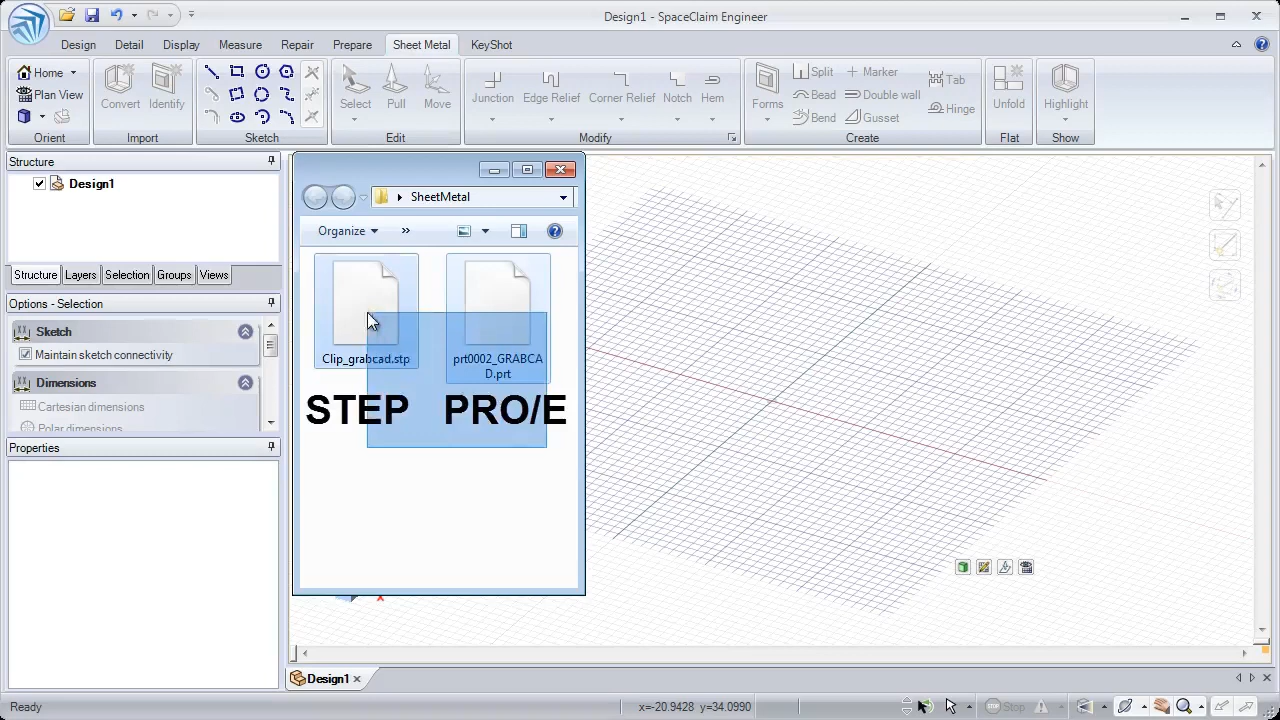 Design1 - SpaceClaim Engineer
Design Detail Display Measure Repair Prepare Sheet Metal KeyShot
Home
Plan View
Orient
Convert Identify
Import
Sketch
Select Pull Move
Edit
Junction Edge Relief Corner Relief Notch Hem
Modify
Forms
Split Marker Tab
Bead Double wall Hinge
Bend Gusset
Create
Unfold
Flat
Highlight
Show
Structure
Design1
Structure Layers Selection Groups Views
Options - Selection
Sketch
Maintain sketch connectivity
Dimensions
Cartesian dimensions
Polar dimensions
Properties
SheetMetal
Organize
Clip_grabcad.stp
prt0002_GRABCA
D.prt
STEP PRO/E
x
Design1
Ready
x=-20.9428 y=34.0990
Stop